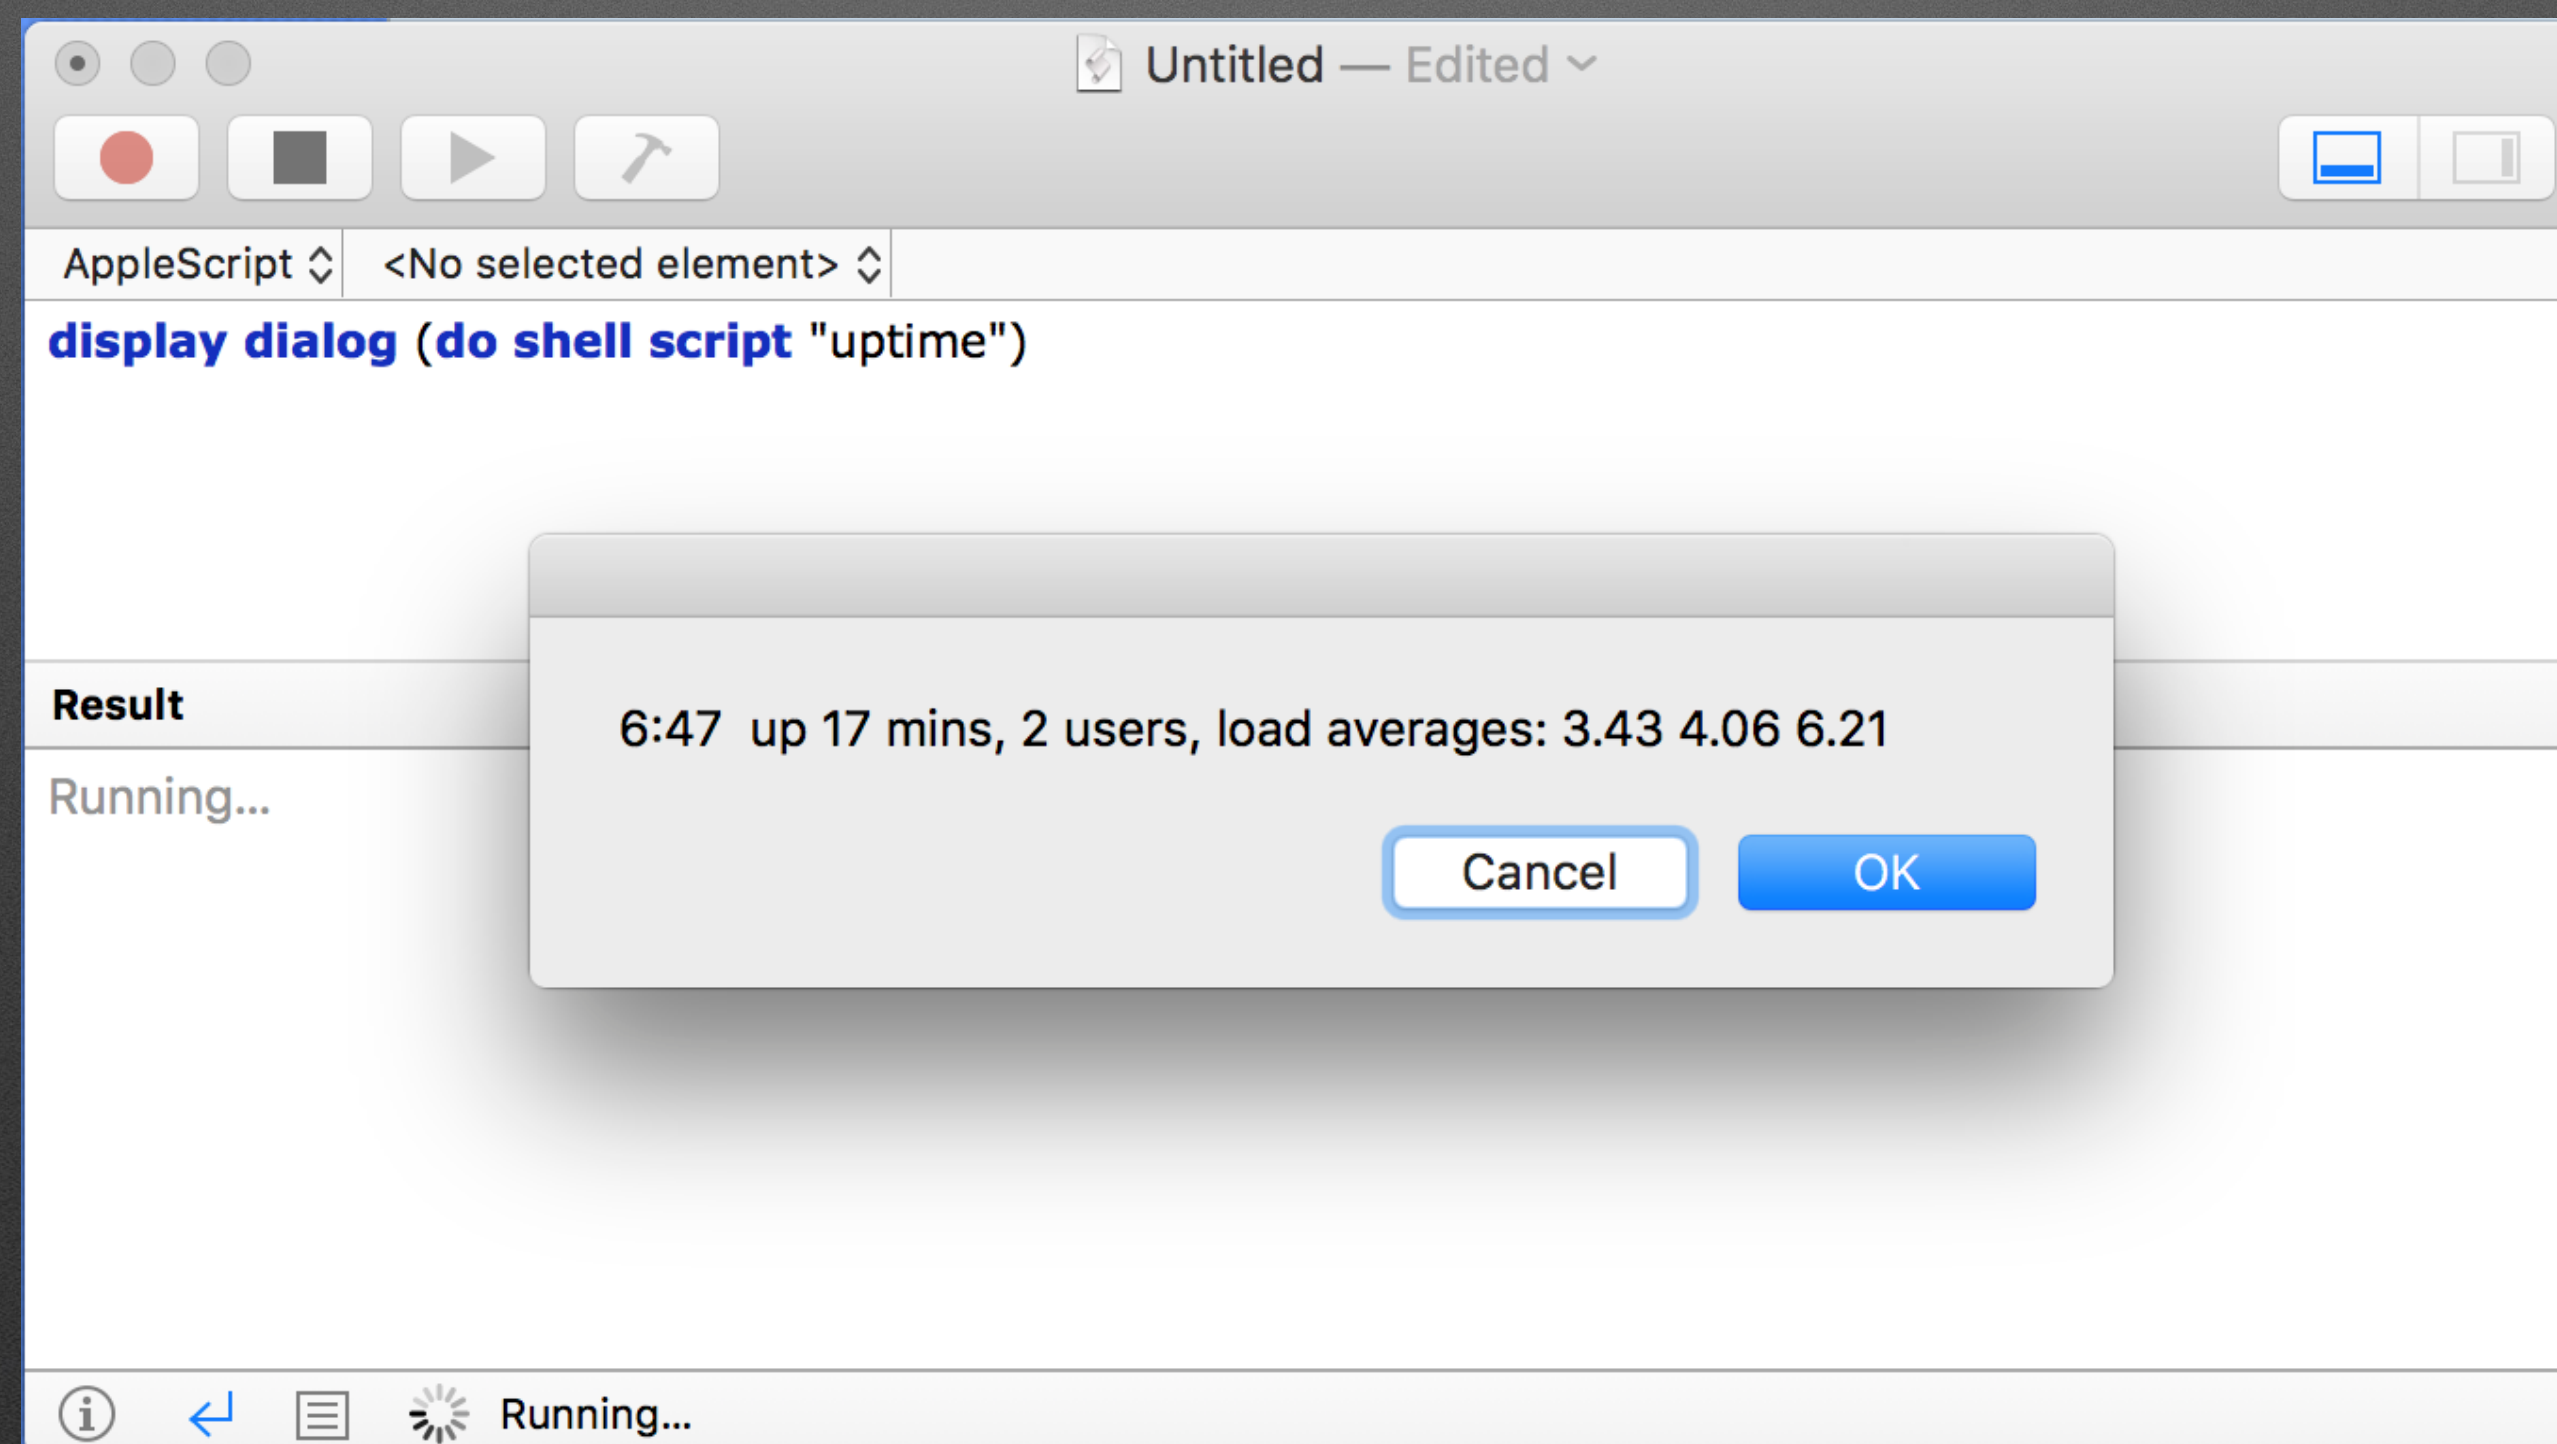 Untitled — Edited
AppleScript <No selected element>
display dialog (do shell script "uptime")
Result
Running...
6:47  up 17 mins, 2 users, load averages: 3.43 4.06 6.21
Cancel OK
Running...